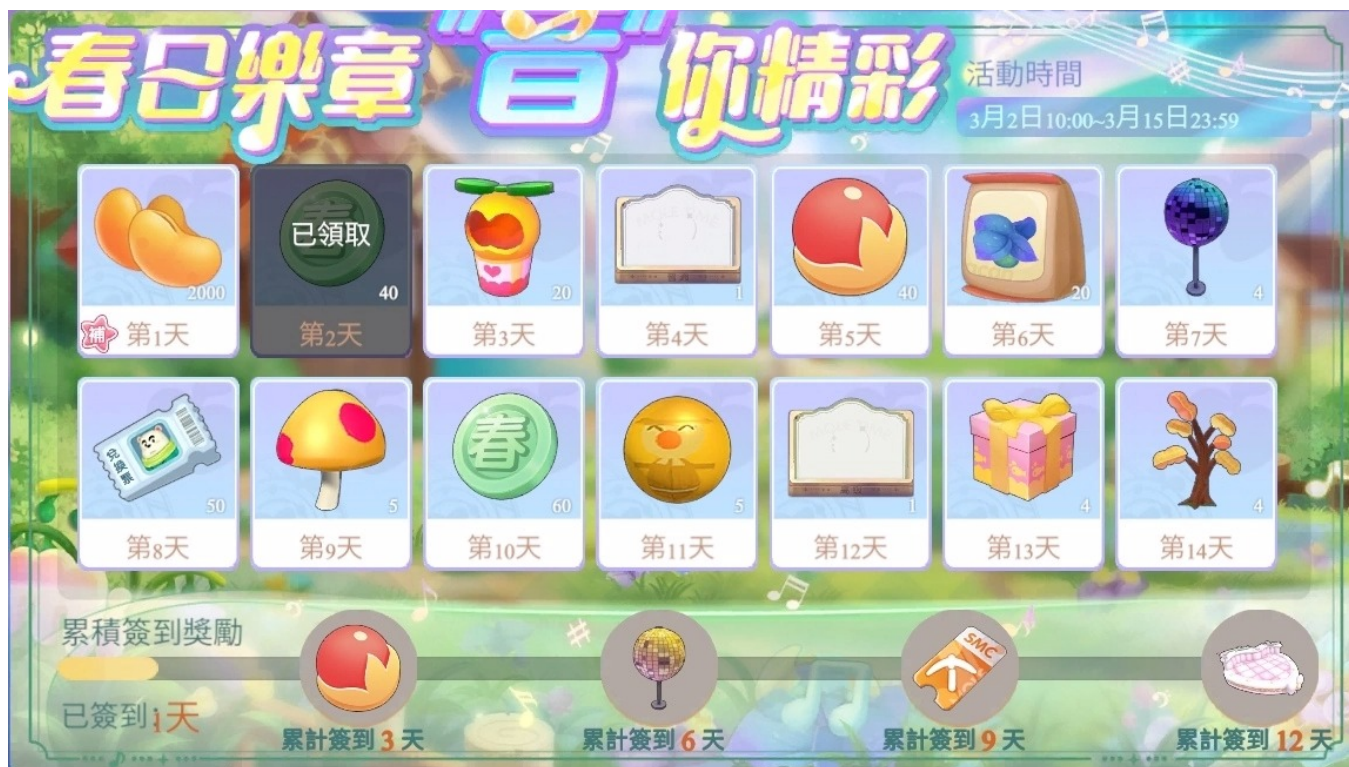 春日樂章"音"你精彩
活動時間
3月2日10:00~3月15日23:59
2000
補 第1天
已領取
40
第2天
20
第3天
1
第4天
40
第5天
20
第6天
4
第7天
兌換票
50
第8天
5
第9天
春
60
第10天
5
第11天
1
第12天
4
第13天
4
第14天
累積簽到獎勵
已簽到1天
累計簽到 3 天
累計簽到 6 天
SMC
累計簽到 9 天
累計簽到 12 天